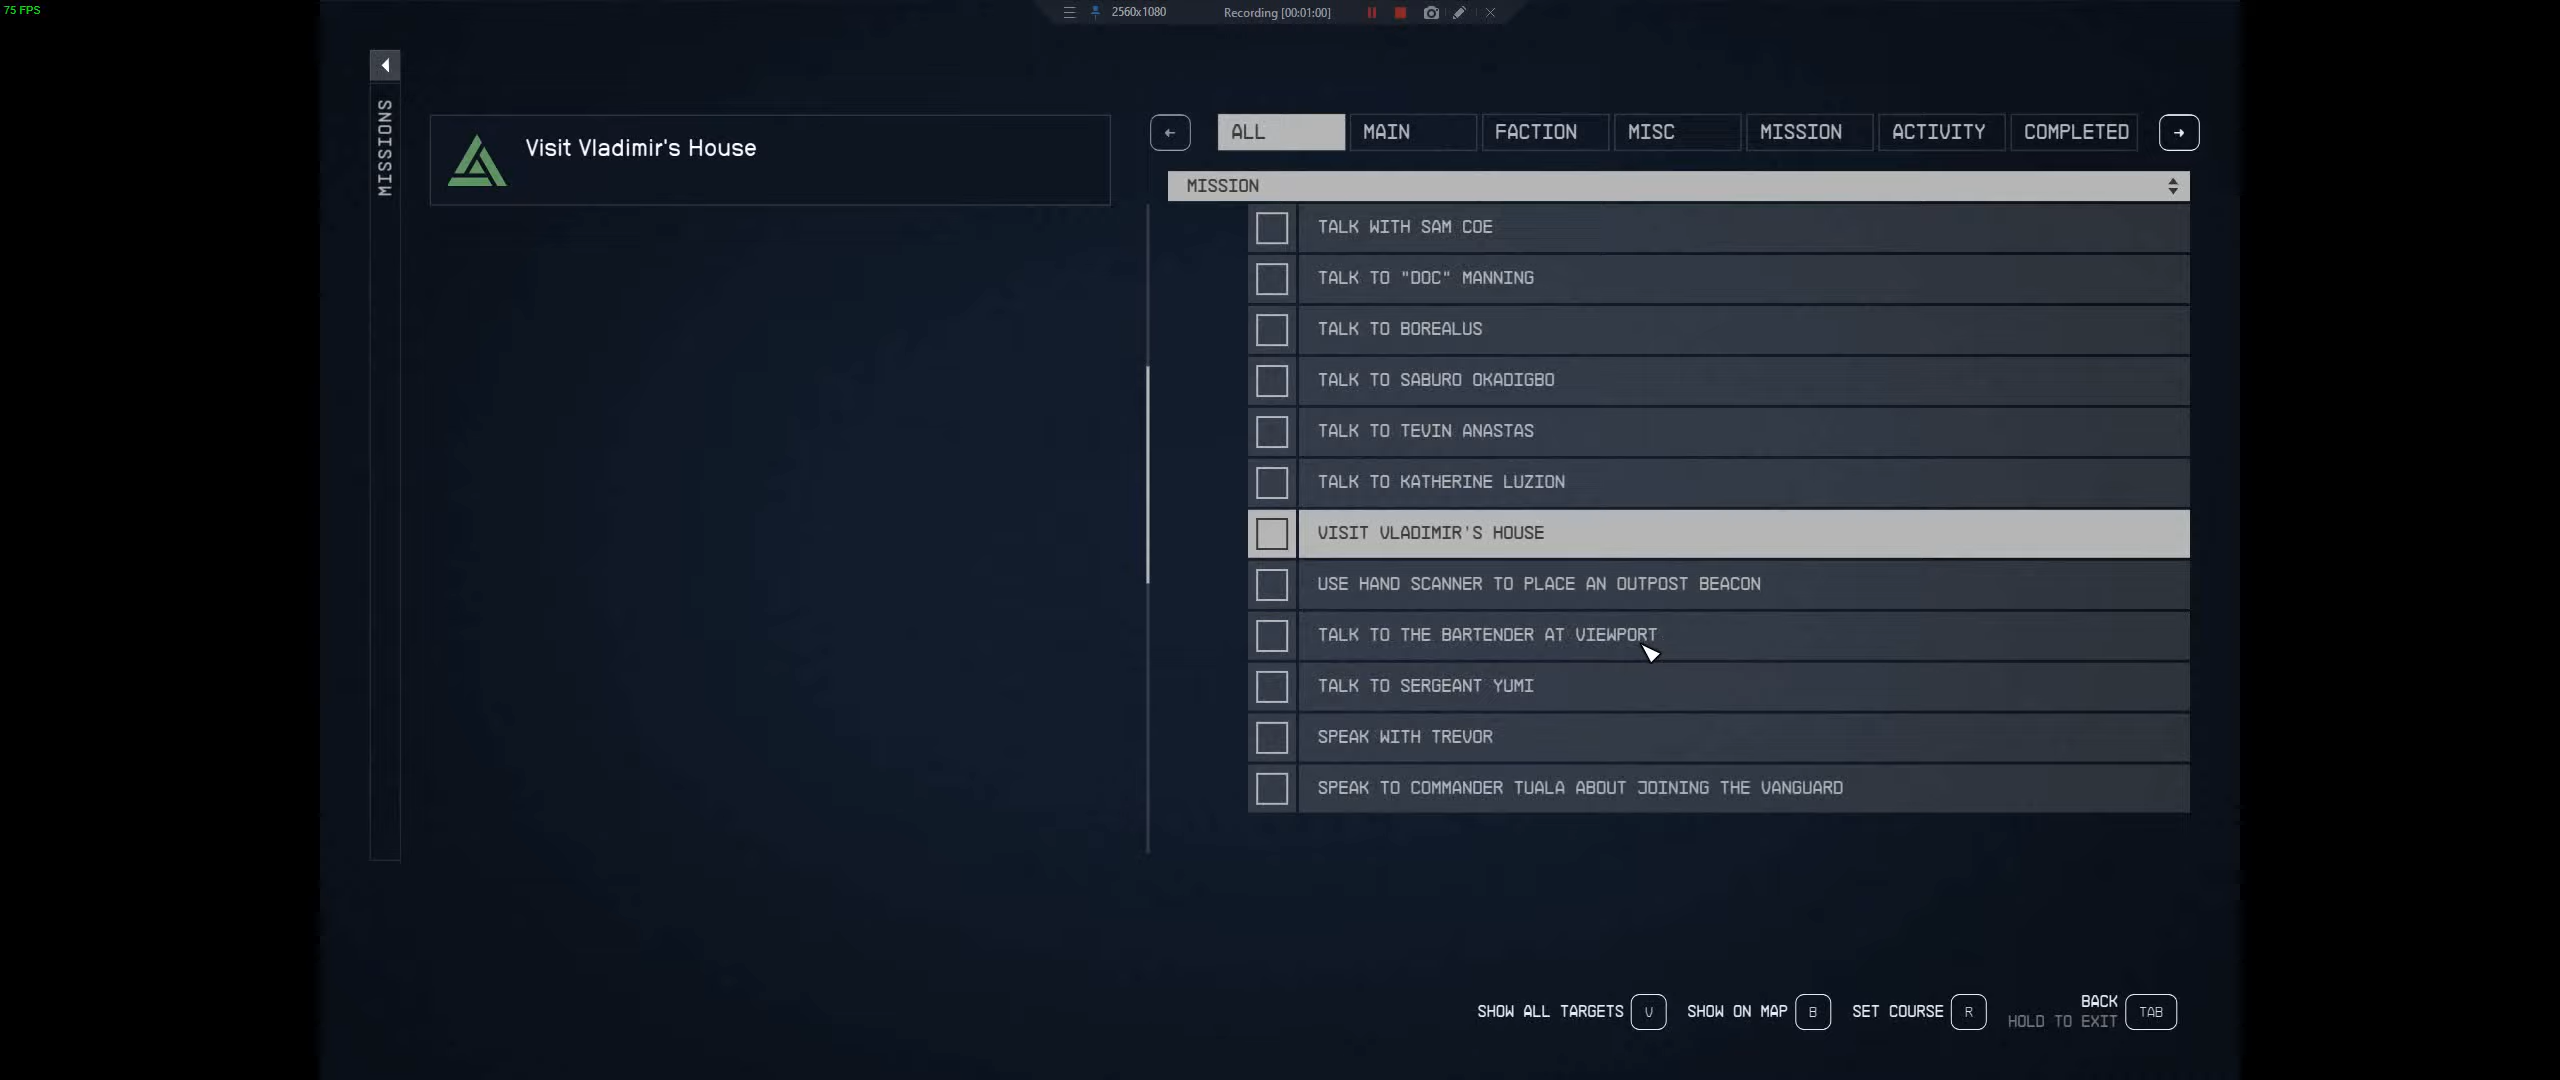 75 FPS
2560x1080 Recording [00:01:00]
MISSIONS
Visit Vladimir's House
ALL MAIN FACTION MISC MISSION ACTIVITY COMPLETED
MISSION
TALK WITH SAM COE
TALK TO "DOC" MANNING
TALK TO BOREALUS
TALK TO SABURO OKADIGBO
TALK TO TEVIN ANASTAS
TALK TO KATHERINE LUZION
VISIT VLADIMIR'S HOUSE
USE HAND SCANNER TO PLACE AN OUTPOST BEACON
TALK TO THE BARTENDER AT VIEWPORT
TALK TO SERGEANT YUMI
SPEAK WITH TREVOR
SPEAK TO COMMANDER TUALA ABOUT JOINING THE VANGUARD
SHOW ALL TARGETS V SHOW ON MAP B SET COURSE R BACK TAB
HOLD TO EXIT